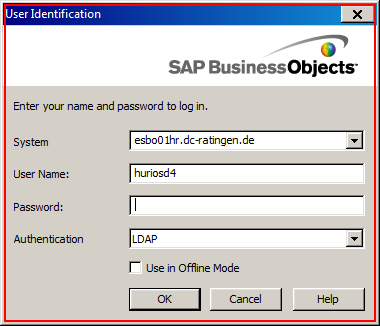 User Identification
SAP BusinessObjects™
Enter your name and password to log in.
System
esbo01hr.dc-ratingen.de
User Name:
huriosd4
Password:
Authentication
LDAP
Use in Offline Mode
OK Cancel Help